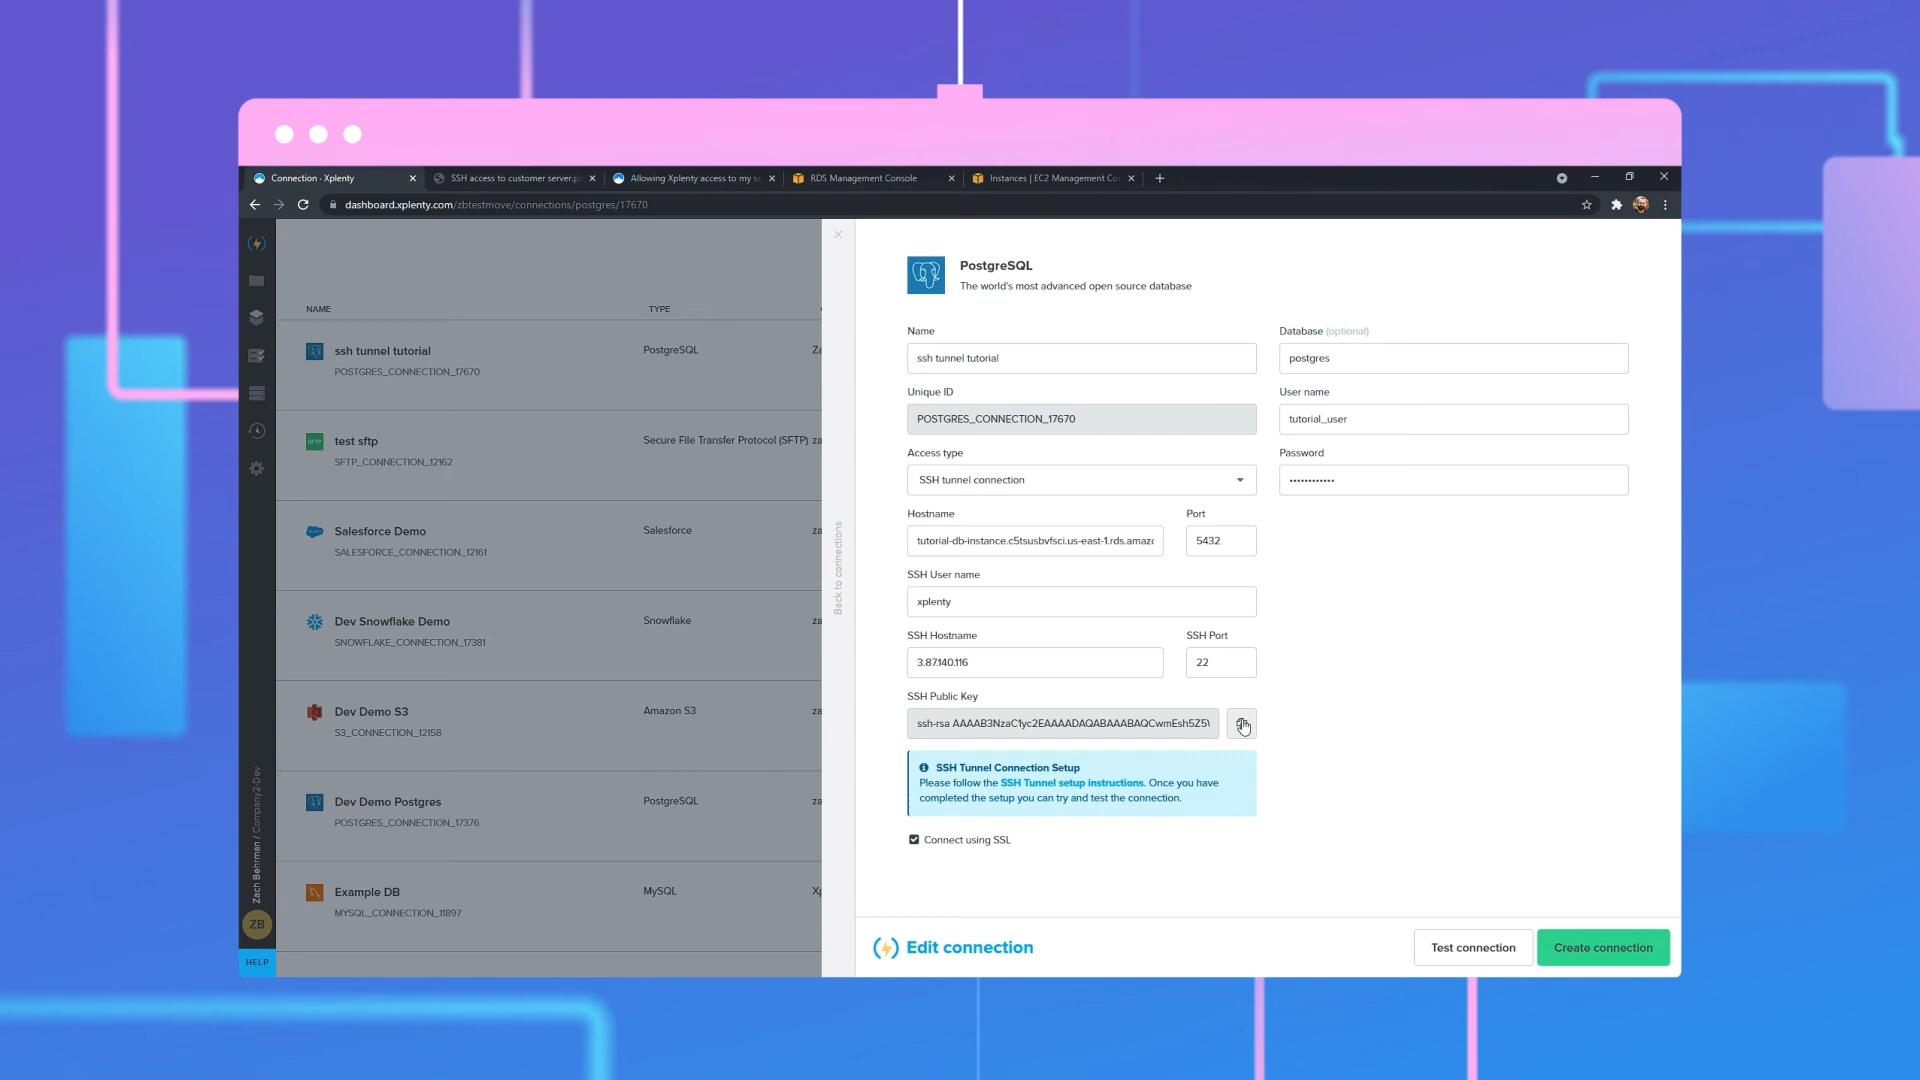 Connection · Xplenty
SSH access to customer server.p
Allowing Xplenty access to my se
RDS Management Console
Instances | EC2 Management Co
dashboard.xplenty.com/zbtestmove/connections/postgres/17670
NAME
TYPE
ssh tunnel tutorial
POSTGRES_CONNECTION_17670
PostgreSQL
Za
test sftp
SFTP_CONNECTION_12162
Secure File Transfer Protocol (SFTP)
za
Salesforce Demo
SALESFORCE_CONNECTION_12161
Salesforce
za
Dev Snowflake Demo
SNOWFLAKE_CONNECTION_17381
Snowflake
za
Dev Demo S3
S3_CONNECTION_12158
Amazon S3
za
Dev Demo Postgres
POSTGRES_CONNECTION_17376
PostgreSQL
za
Example DB
MYSQL_CONNECTION_11897
MySQL
Xp
Zach Behrman / Company2-Dev
ZB
HELP
Back to connections
PostgreSQL
The world's most advanced open source database
Name
ssh tunnel tutorial
Database (optional)
postgres
Unique ID
POSTGRES_CONNECTION_17670
User name
tutorial_user
Access type
SSH tunnel connection
Password
••••••••••••
Hostname
tutorial-db-instance.c5tsusbvfsci.us-east-1.rds.amazo
Port
5432
SSH User name
xplenty
SSH Hostname
3.87.140.116
SSH Port
22
SSH Public Key
ssh-rsa AAAAB3NzaC1yc2EAAAADAQABAAABAQCwmEsh5Z5V
SSH Tunnel Connection Setup
Please follow the SSH Tunnel setup instructions. Once you have
completed the setup you can try and test the connection.
Connect using SSL
Edit connection
Test connection
Create connection